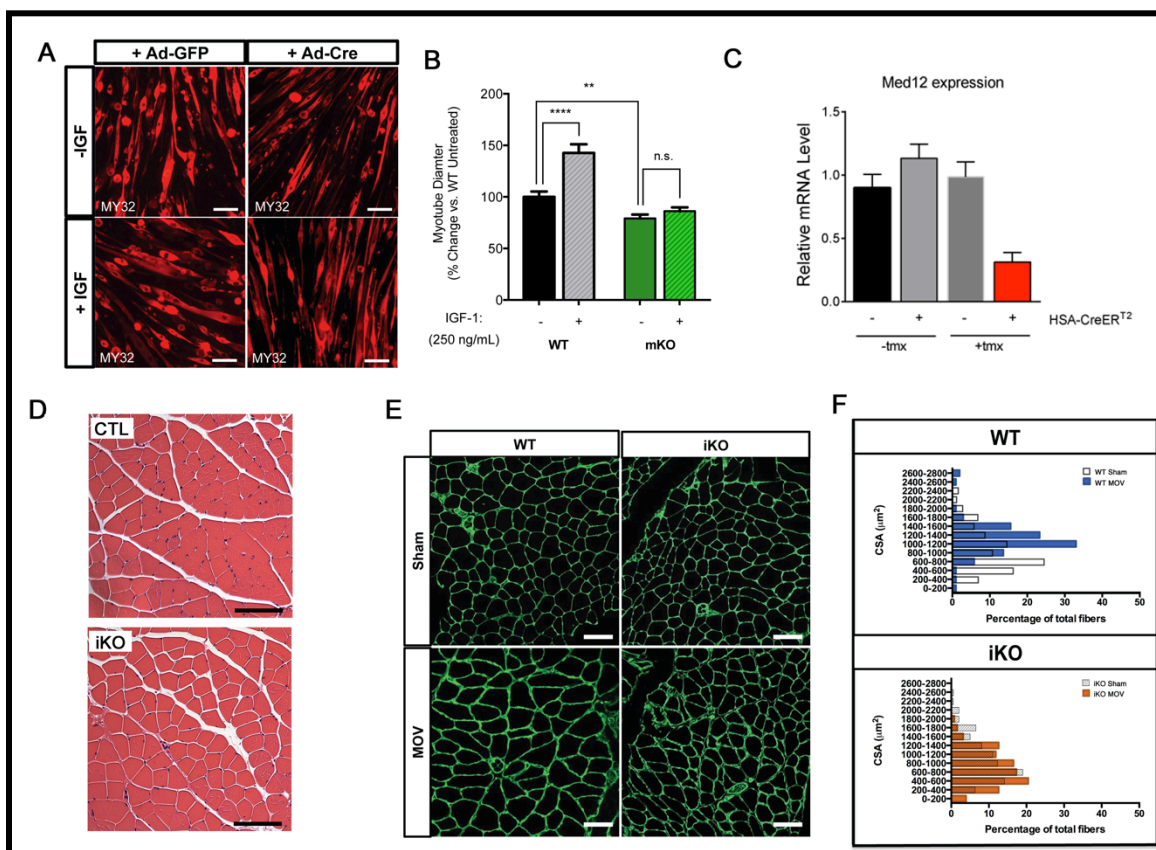 A
+ Ad-GFP
+ Ad-Cre
-IGF
+ IGF
MY32
MY32
MY32
MY32
B
Myotube Diamter
(% Change vs. WT Untreated)
200
150
100
50
0
**
****
n.s.
IGF-1:
(250 ng/mL)
-
+
-
+
WT
mKO
C
Med12 expression
Relative mRNA Level
1.5
1.0
0.5
0.0
-
+
-
+
HSA-CreERT2
-tmx
+tmx
D
CTL
iKO
E
WT
iKO
Sham
MOV
F
WT
WT Sham
WT MOV
CSA (μm2)
2600-2800
2400-2600
2200-2400
2000-2200
1800-2000
1600-1800
1400-1600
1200-1400
1000-1200
800-1000
600-800
400-600
200-400
0-200
0 10 20 30 40 50
Percentage of total fibers
iKO
iKO Sham
iKO MOV
CSA (μm2)
2600-2800
2400-2600
2200-2400
2000-2200
1800-2000
1600-1800
1400-1600
1200-1400
1000-1200
800-1000
600-800
400-600
200-400
0-200
0 10 20 30 40 50
Percentage of total fibers